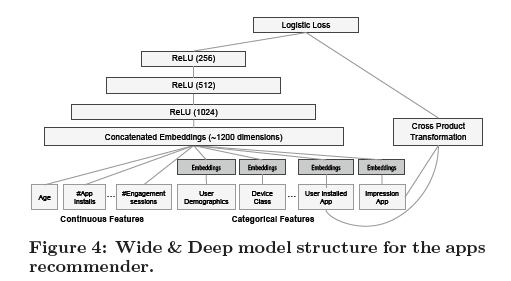 Logistic Loss
ReLU (256)
ReLU (512)
ReLU (1024)
Concatenated Embeddings (~1200 dimensions)
Cross Product
Transformation
Embeddings Embeddings Embeddings Embeddings
Age
#App
Installs
...
#Engagement
sessions
User
Demographics
Device
Class
...
User Installed
App
Impression
App
Continuous Features
Categorical Features
Figure 4: Wide & Deep model structure for the apps
recommender.